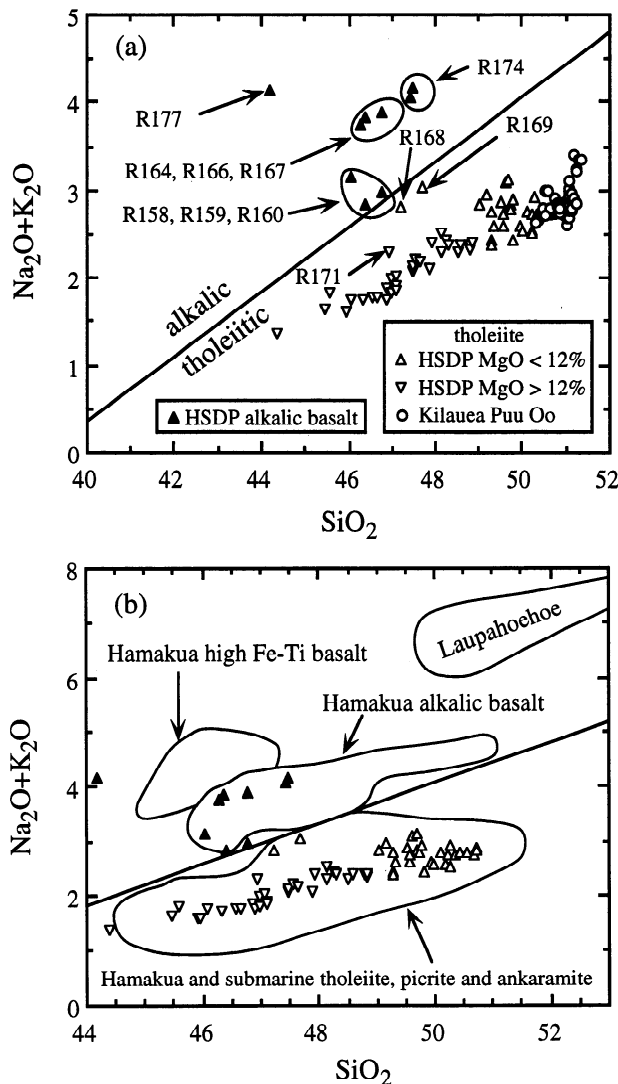 (a)
R174
R177
R168
R169
R164, R166, R167
R158, R159, R160
R171
alkalic
tholeiitic
tholeiite
△ HSDP MgO < 12%
▽ HSDP MgO > 12%
○ Kilauea Puu Oo
▲ HSDP alkalic basalt
Na₂O+K₂O
5
4
3
2
1
0
40 42 44 46 48 50 52
SiO₂
(b)
Laupahoehoe
Hamakua high Fe-Ti basalt
Hamakua alkalic basalt
Hamakua and submarine tholeiite, picrite and ankaramite
Na₂O+K₂O
8
6
4
2
0
44 46 48 50 52
SiO₂